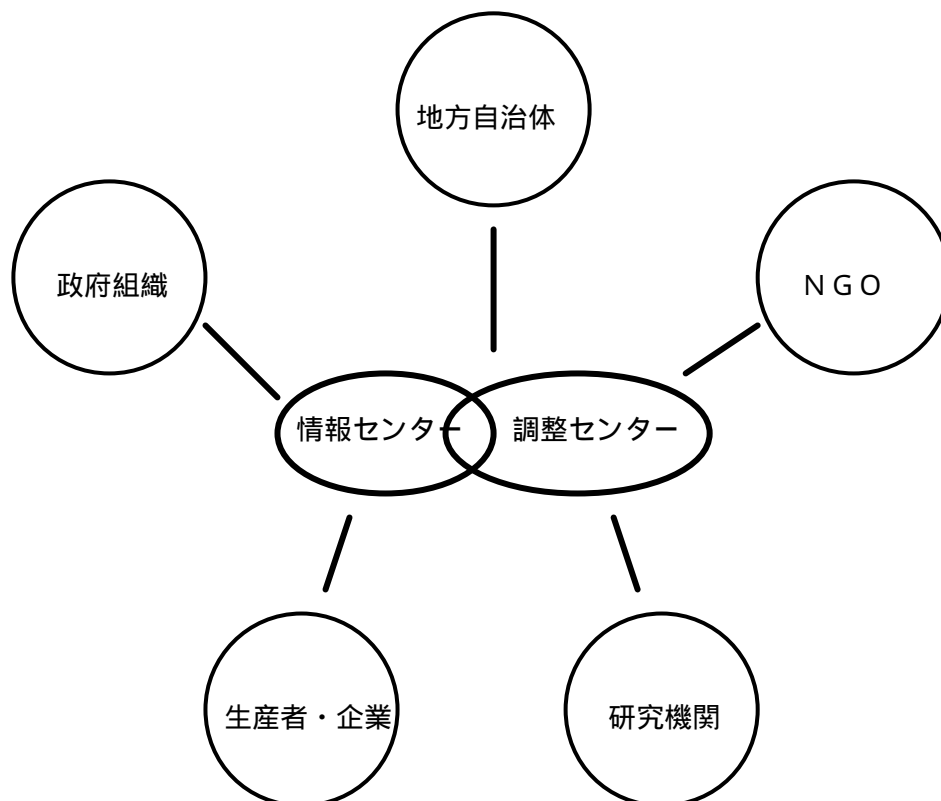 地方自治体
政府組織
ＮＧＯ
情報センター
調整センター
生産者・企業
研究機関